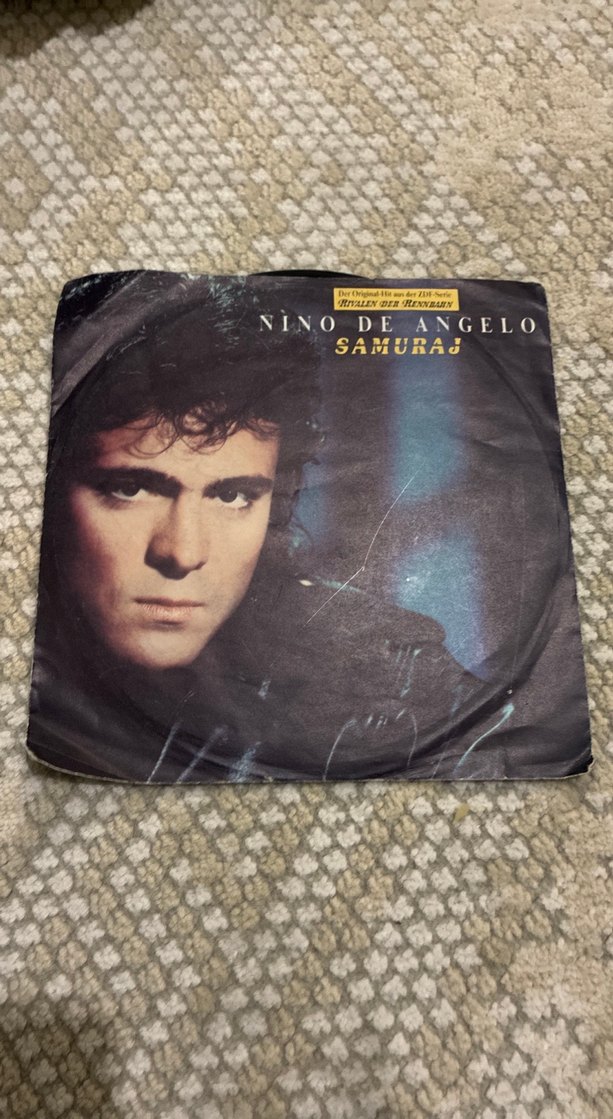 Der Original-Hit aus der ZDF-Serie
RIVALEN DER RENNBAHN
NINO DE ANGELO
SAMURAJ